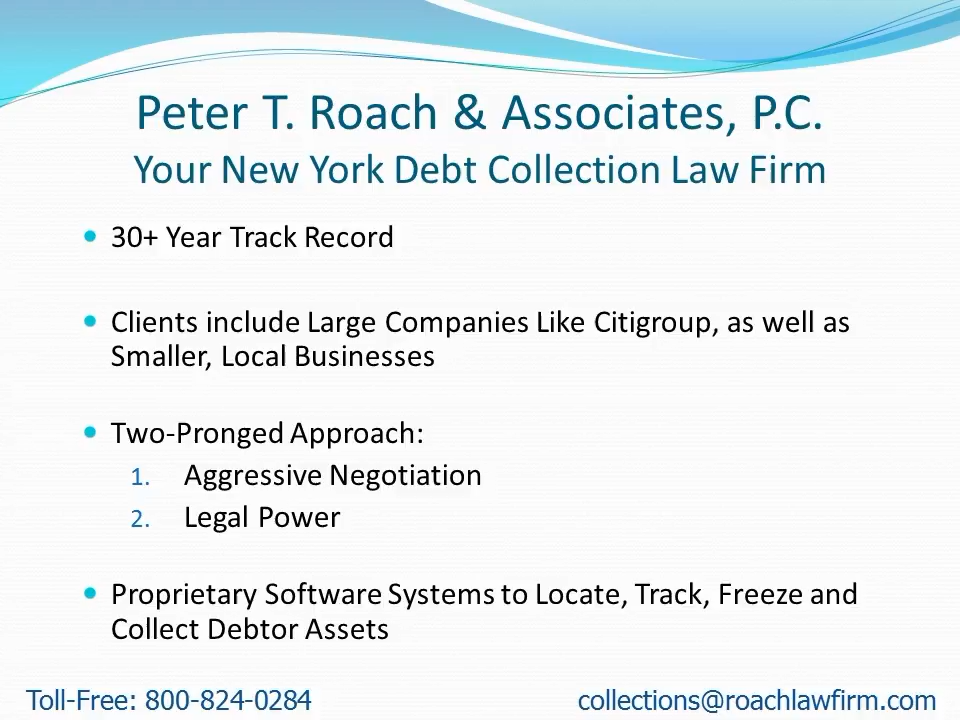 Peter T. Roach & Associates, P.C.
Your New York Debt Collection Law Firm
• 30+ Year Track Record
• Clients include Large Companies Like Citigroup, as well as
Smaller, Local Businesses
• Two-Pronged Approach:
1. Aggressive Negotiation
2. Legal Power
• Proprietary Software Systems to Locate, Track, Freeze and
Collect Debtor Assets
Toll-Free: 800-824-0284
collections@roachlawfirm.com